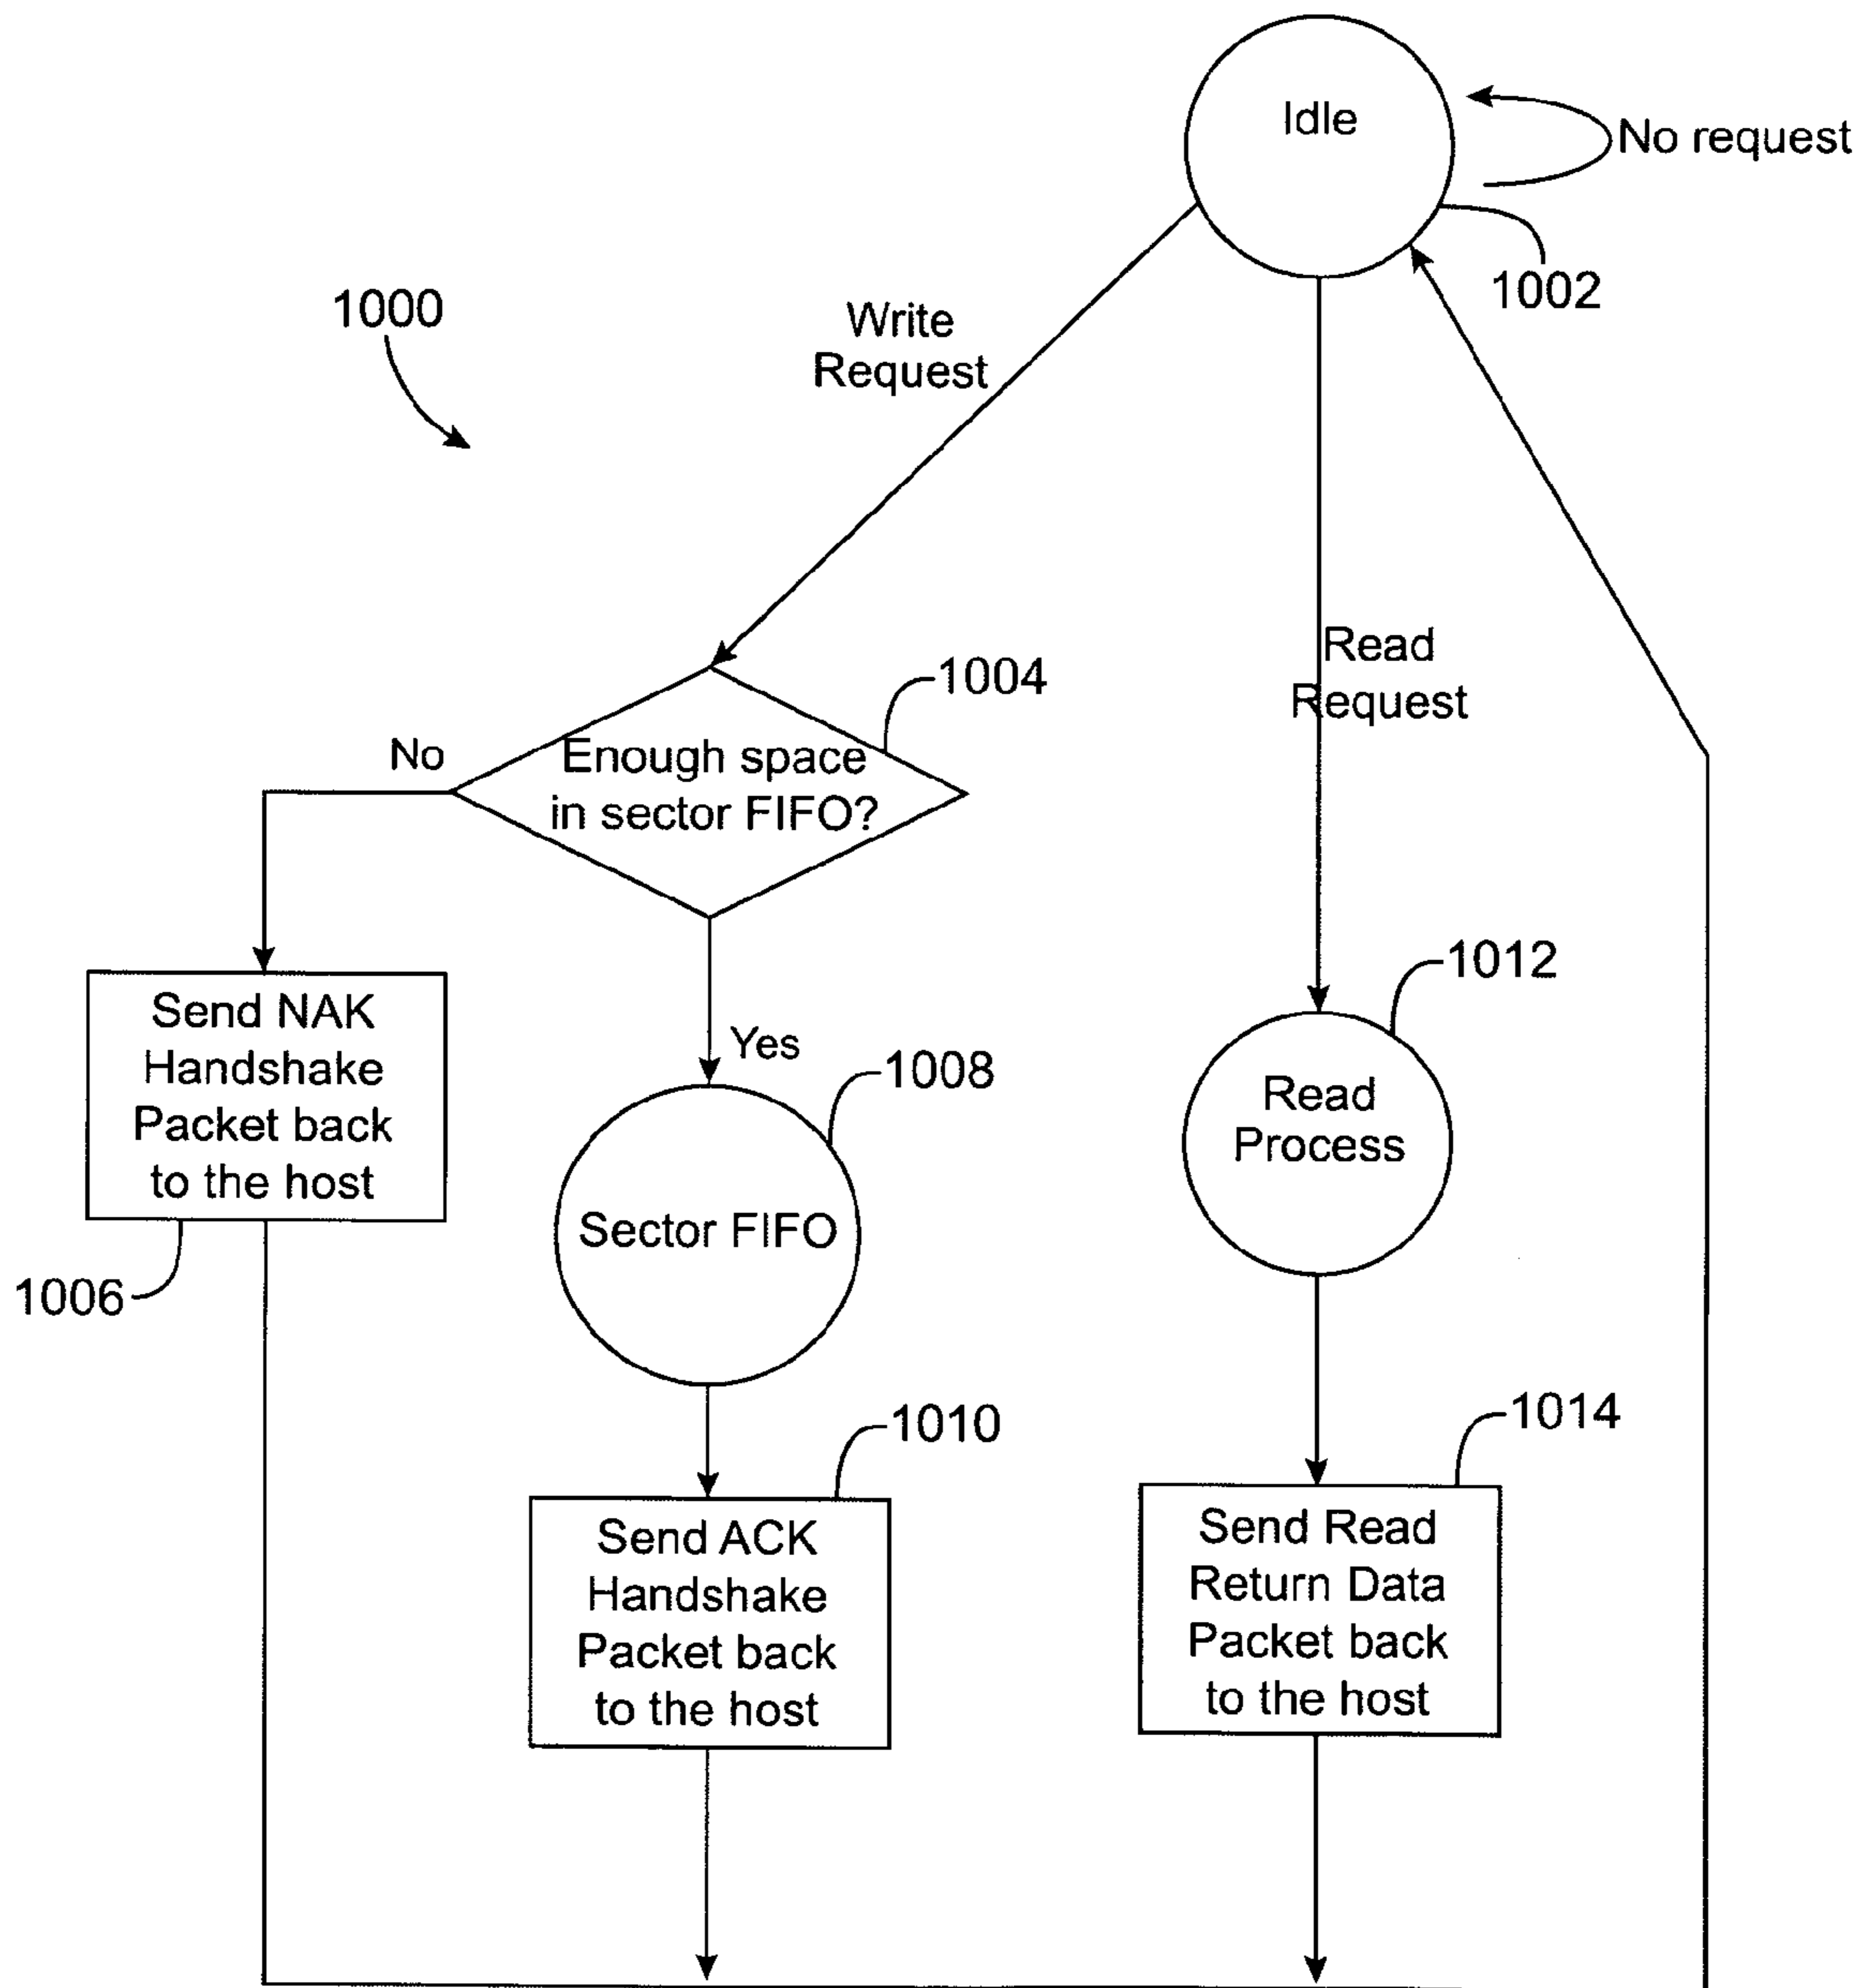 Idle
No request
1002
1000
Write
Request
Read
Request
1004
No
Enough space
in sector FIFO?
Yes
1012
Send NAK
Handshake
Packet back
to the host
1006
1008
Sector FIFO
Read
Process
1010
Send ACK
Handshake
Packet back
to the host
1014
Send Read
Return Data
Packet back
to the host